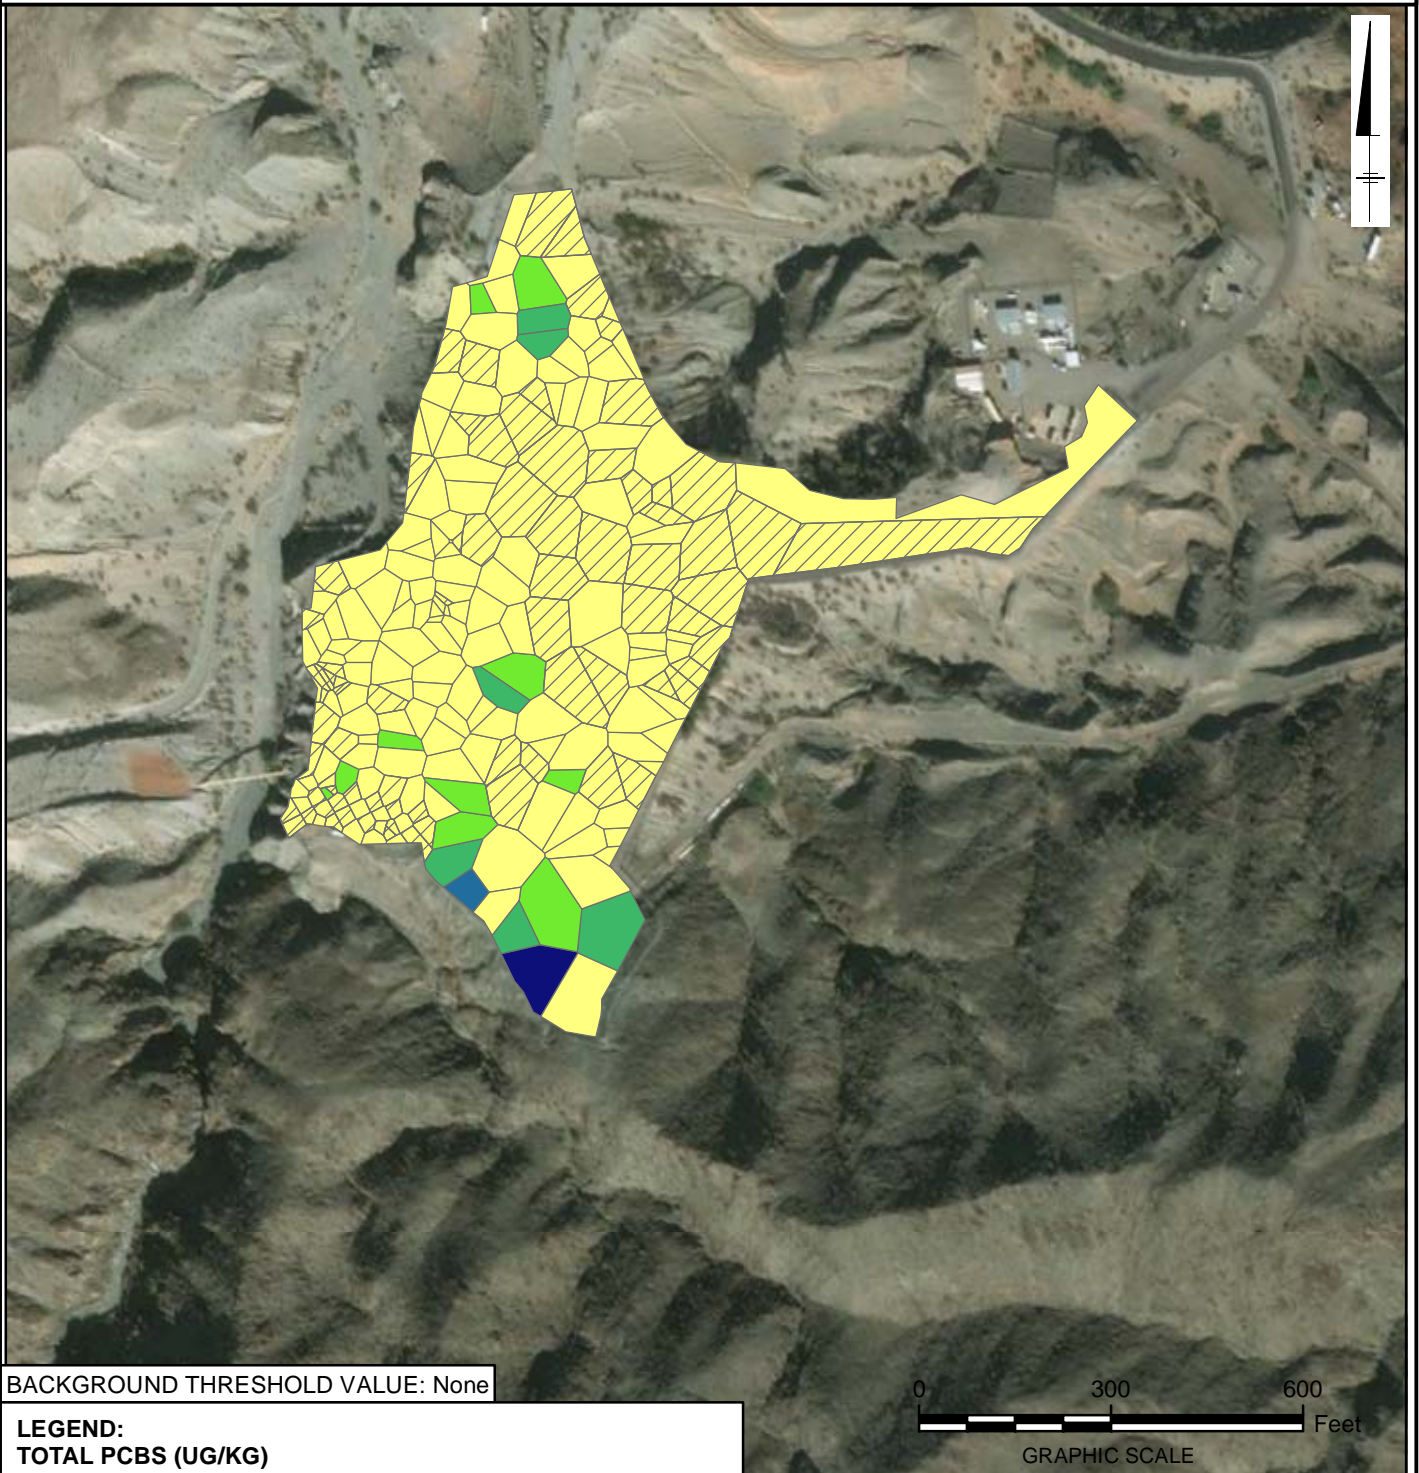 BACKGROUND THRESHOLD VALUE: None
LEGEND:
TOTAL PCBS (UG/KG)
0 300 600
Feet
GRAPHIC SCALE